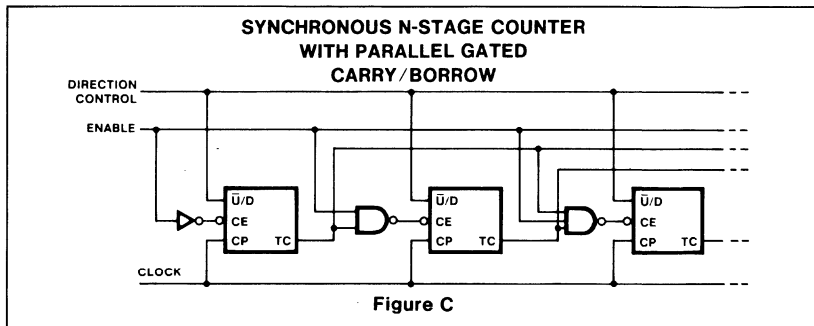 SYNCHRONOUS N-STAGE COUNTER
WITH PARALLEL GATED
CARRY/BORROW
DIRECTION
CONTROL
ENABLE
Ū/D
CE
CP TC
Ū/D
CE
CP TC
Ū/D
CE
CP TC
CLOCK
Figure C